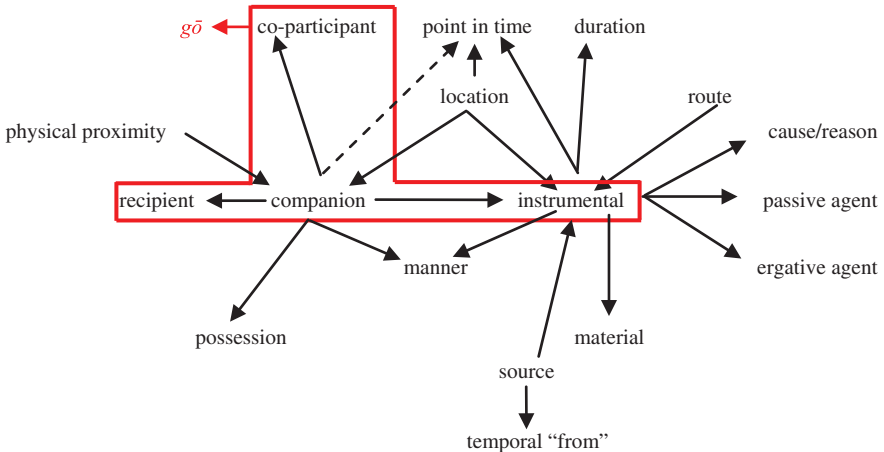 gō
co-participant
point in time
duration
location
route
physical proximity
cause/reason
recipient
companion
instrumental
passive agent
manner
ergative agent
possession
material
source
temporal “from”